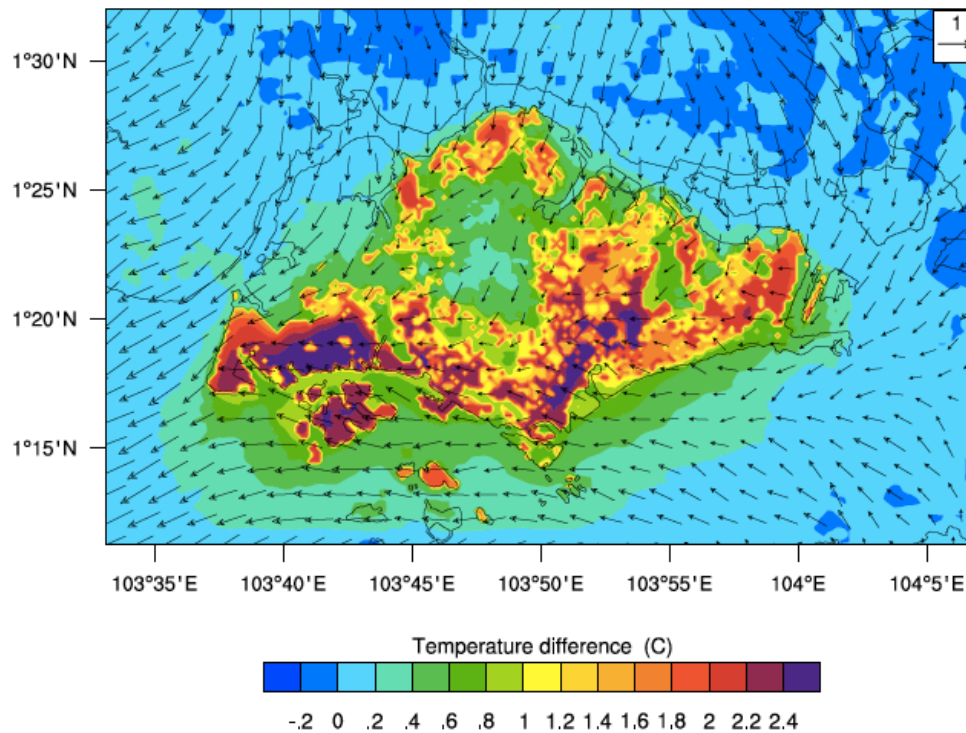 1
1°30'N
1°25'N
1°20'N
1°15'N
103°35'E 103°40'E 103°45'E 103°50'E 103°55'E 104°E 104°5'E
Temperature difference (C)
-.2 0 .2 .4 .6 .8 1 1.2 1.4 1.6 1.8 2 2.2 2.4